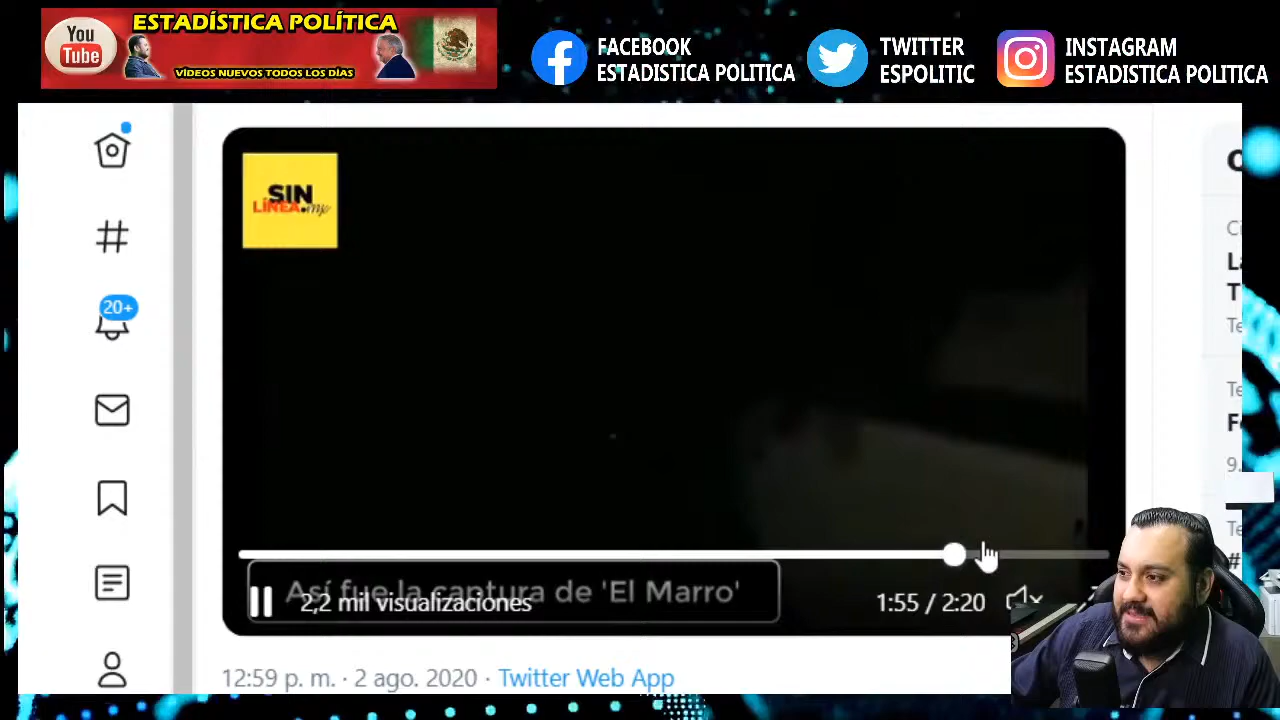 You
Tube
ESTADÍSTICA POLÍTICA
VÍDEOS NUEVOS TODOS LOS DÍAS
FACEBOOK
ESTADISTICA POLITICA
TWITTER
ESPOLITIC
INSTAGRAM
ESTADISTICA POLITICA
SIN
LÍNEA.mx
20+
Así fue la captura de 'El Marro'
2,2 mil visualizaciones
1:55 / 2:20
12:59 p. m. · 2 ago. 2020 · Twitter Web App